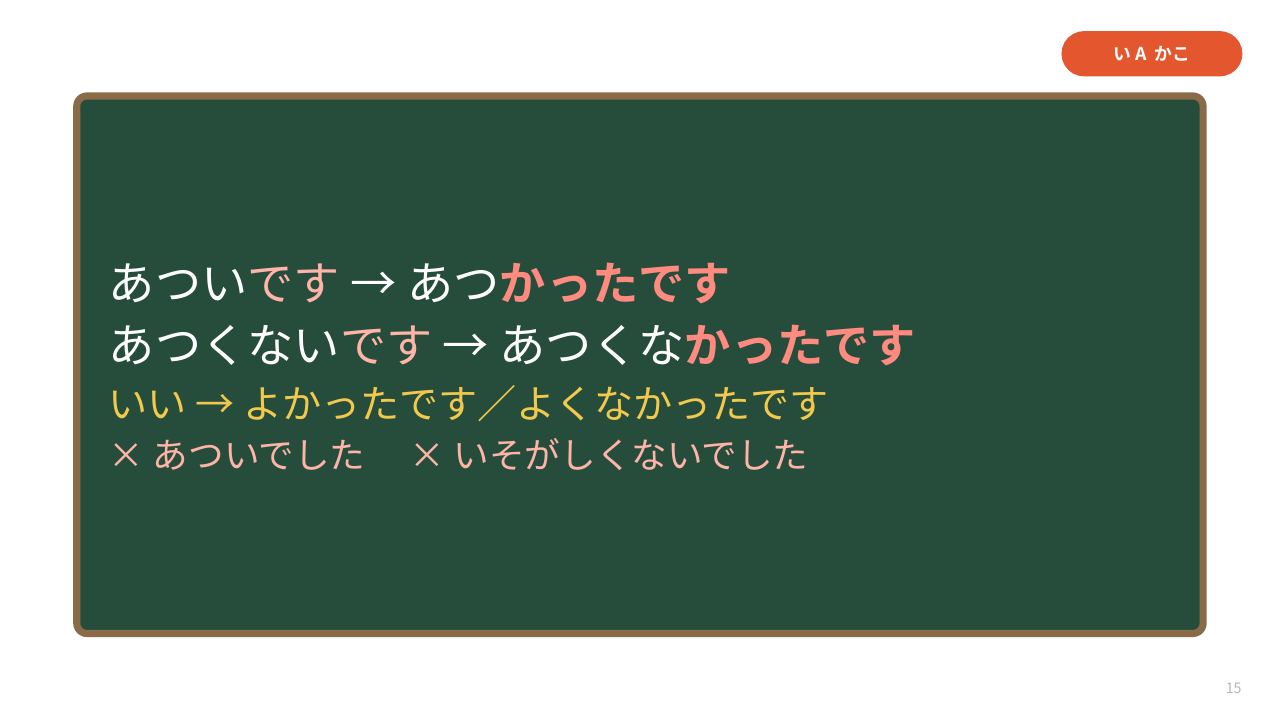 い A かこ
あついです → あつかったです
あつくないです → あつくなかったです
いい → よかったです／よくなかったです
× あついでした　× いそがしくないでした
15